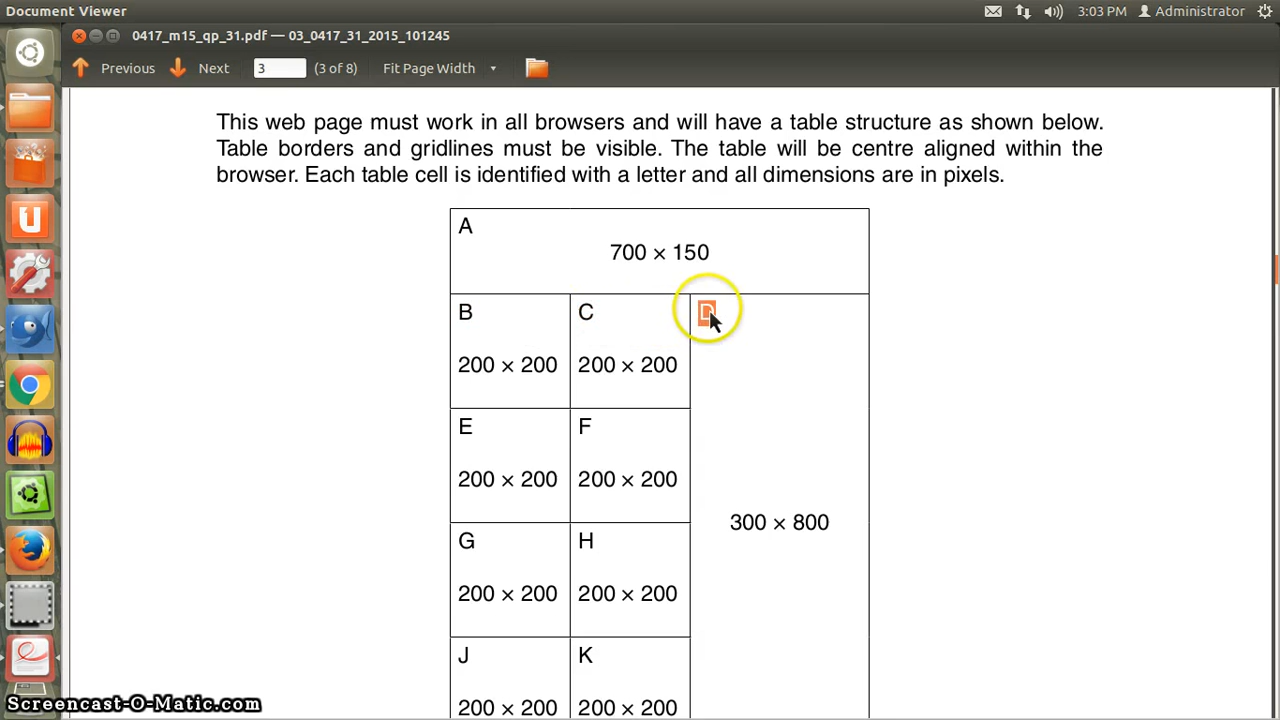 Document Viewer
3:03 PM Administrator
0417_m15_qp_31.pdf — 03_0417_31_2015_101245
Previous Next 3 (3 of 8) Fit Page Width
This web page must work in all browsers and will have a table structure as shown below.
Table borders and gridlines must be visible. The table will be centre aligned within the
browser. Each table cell is identified with a letter and all dimensions are in pixels.
A
700 × 150
B C D
200 × 200 200 × 200
E F
200 × 200 200 × 200
300 × 800
G H
200 × 200 200 × 200
J K
200 × 200 200 × 200
Screencast-O-Matic.com